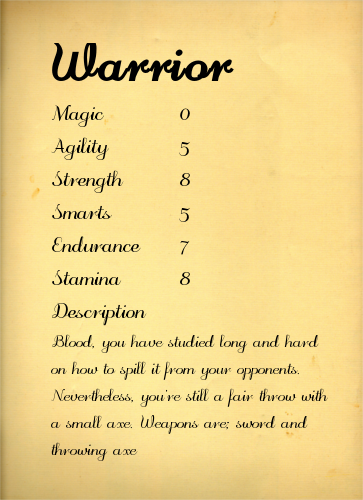 Warrior
Magic 0
Agility 5
Strength 8
Smarts 5
Endurance 7
Stamina 8
Description
Blood, you have studied long and hard
on how to spill it from your opponents.
Nevertheless, you're still a fair throw with
a small axe. Weapons are; sword and
throwing axe